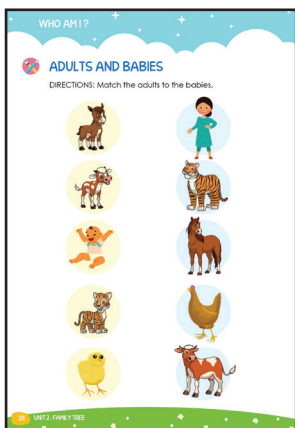 WHO AM I?
ADULTS AND BABIES
DIRECTIONS: Match the adults to the babies.
38 UNIT 2: FAMILY TREE